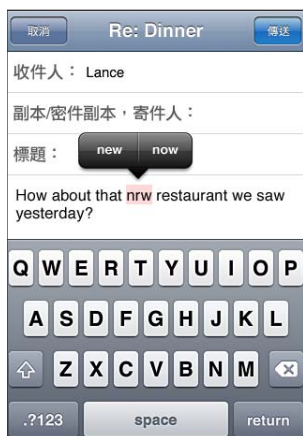 取消 Re: Dinner 傳送
收件人： Lance
副本/密件副本，寄件人：
標題：
new now
How about that nrw restaurant we saw
yesterday?
Q W E R T Y U I O P
A S D F G H J K L
Z X C V B N M
.?123 space return